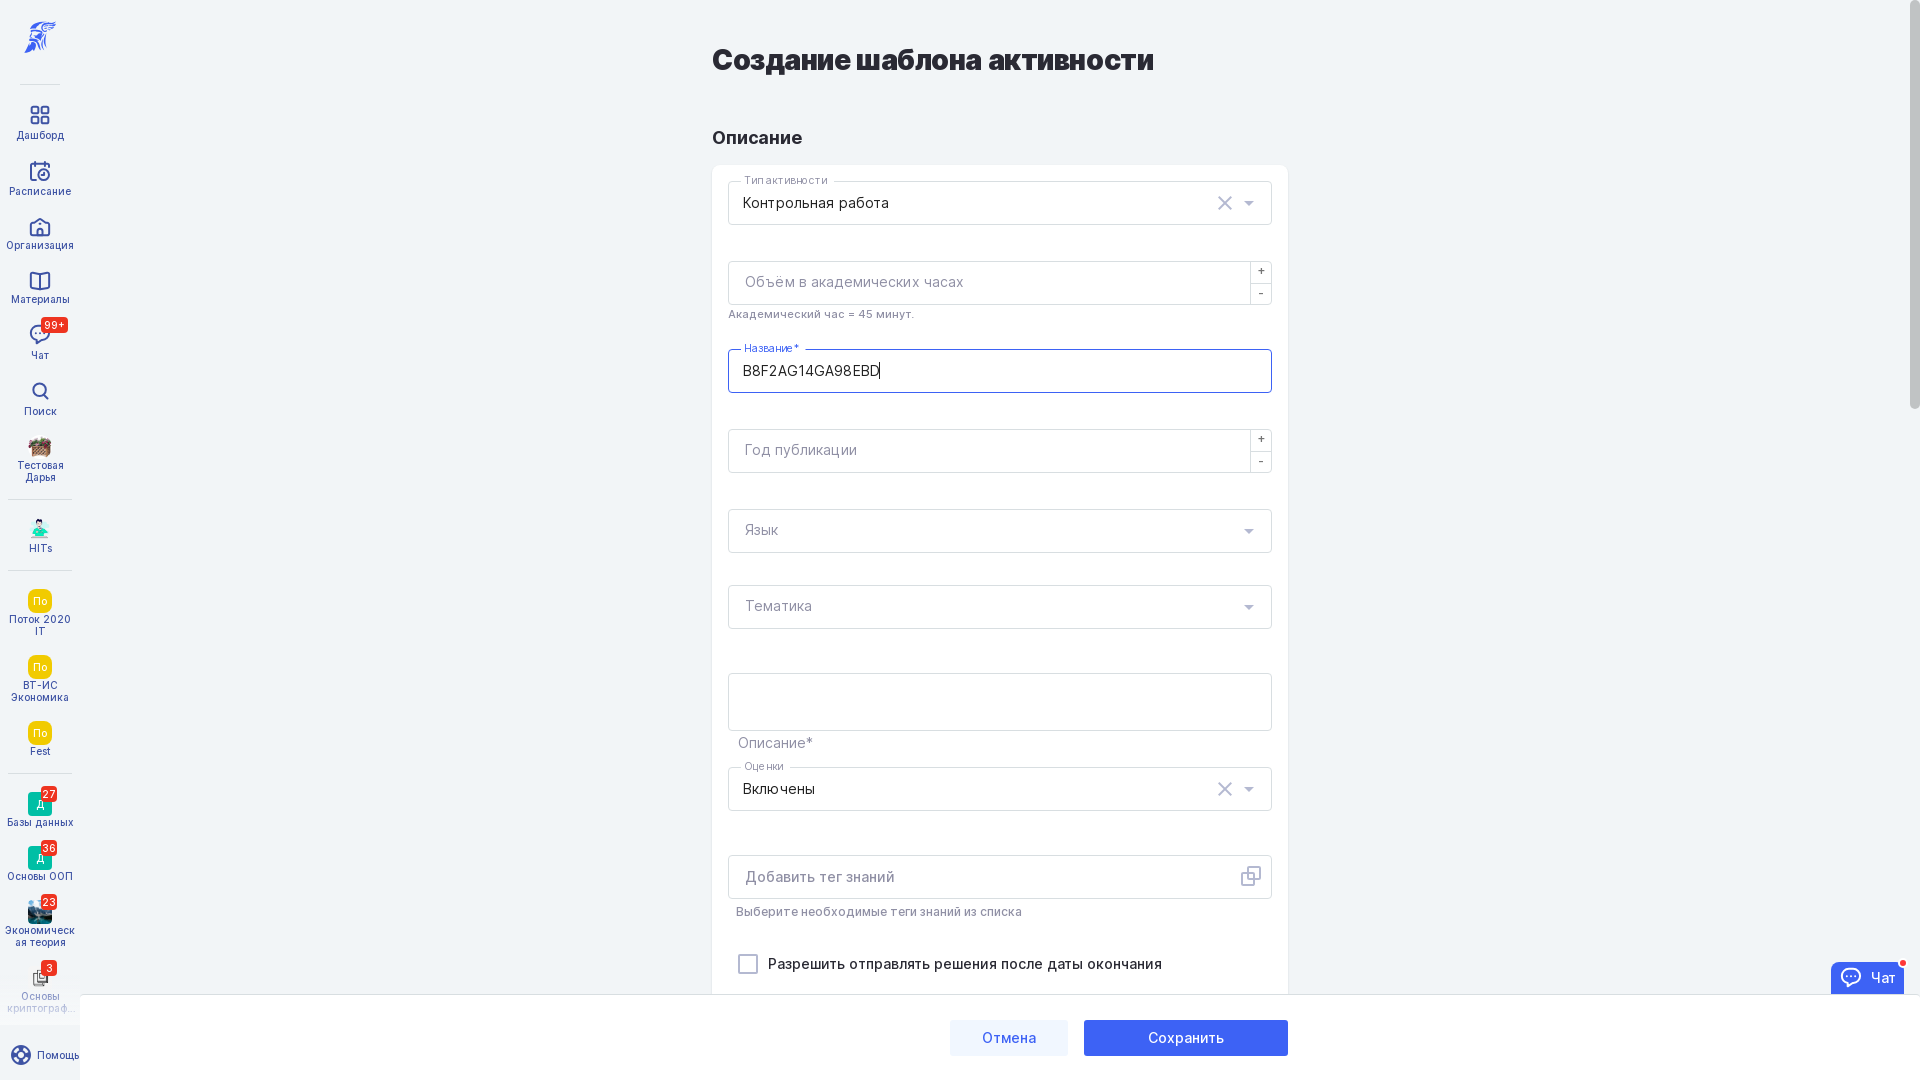 Создание шаблона активности
Описание
Тип активности
Контрольная работа
Объём в академических часах
+
-
Академический час = 45 минут.
Название*
B8F2AG14GA98EBD
Год публикации
+
-
Язык
Тематика
Описание*
Оценки
Включены
Добавить тег знаний
Выберите необходимые теги знаний из списка
Разрешить отправлять решения после даты окончания
Отмена
Сохранить
Чат
Дашборд
Расписание
Организация
Материалы
99+
Чат
Поиск
Тестовая
Дарья
HITs
По
Поток 2020
IT
По
ВТ-ИС
Экономика
По
Fest
27
Д
Базы данных
36
Д
Основы ООП
23
Экономическ
ая теория
3
Основы
криптограф...
Помощь